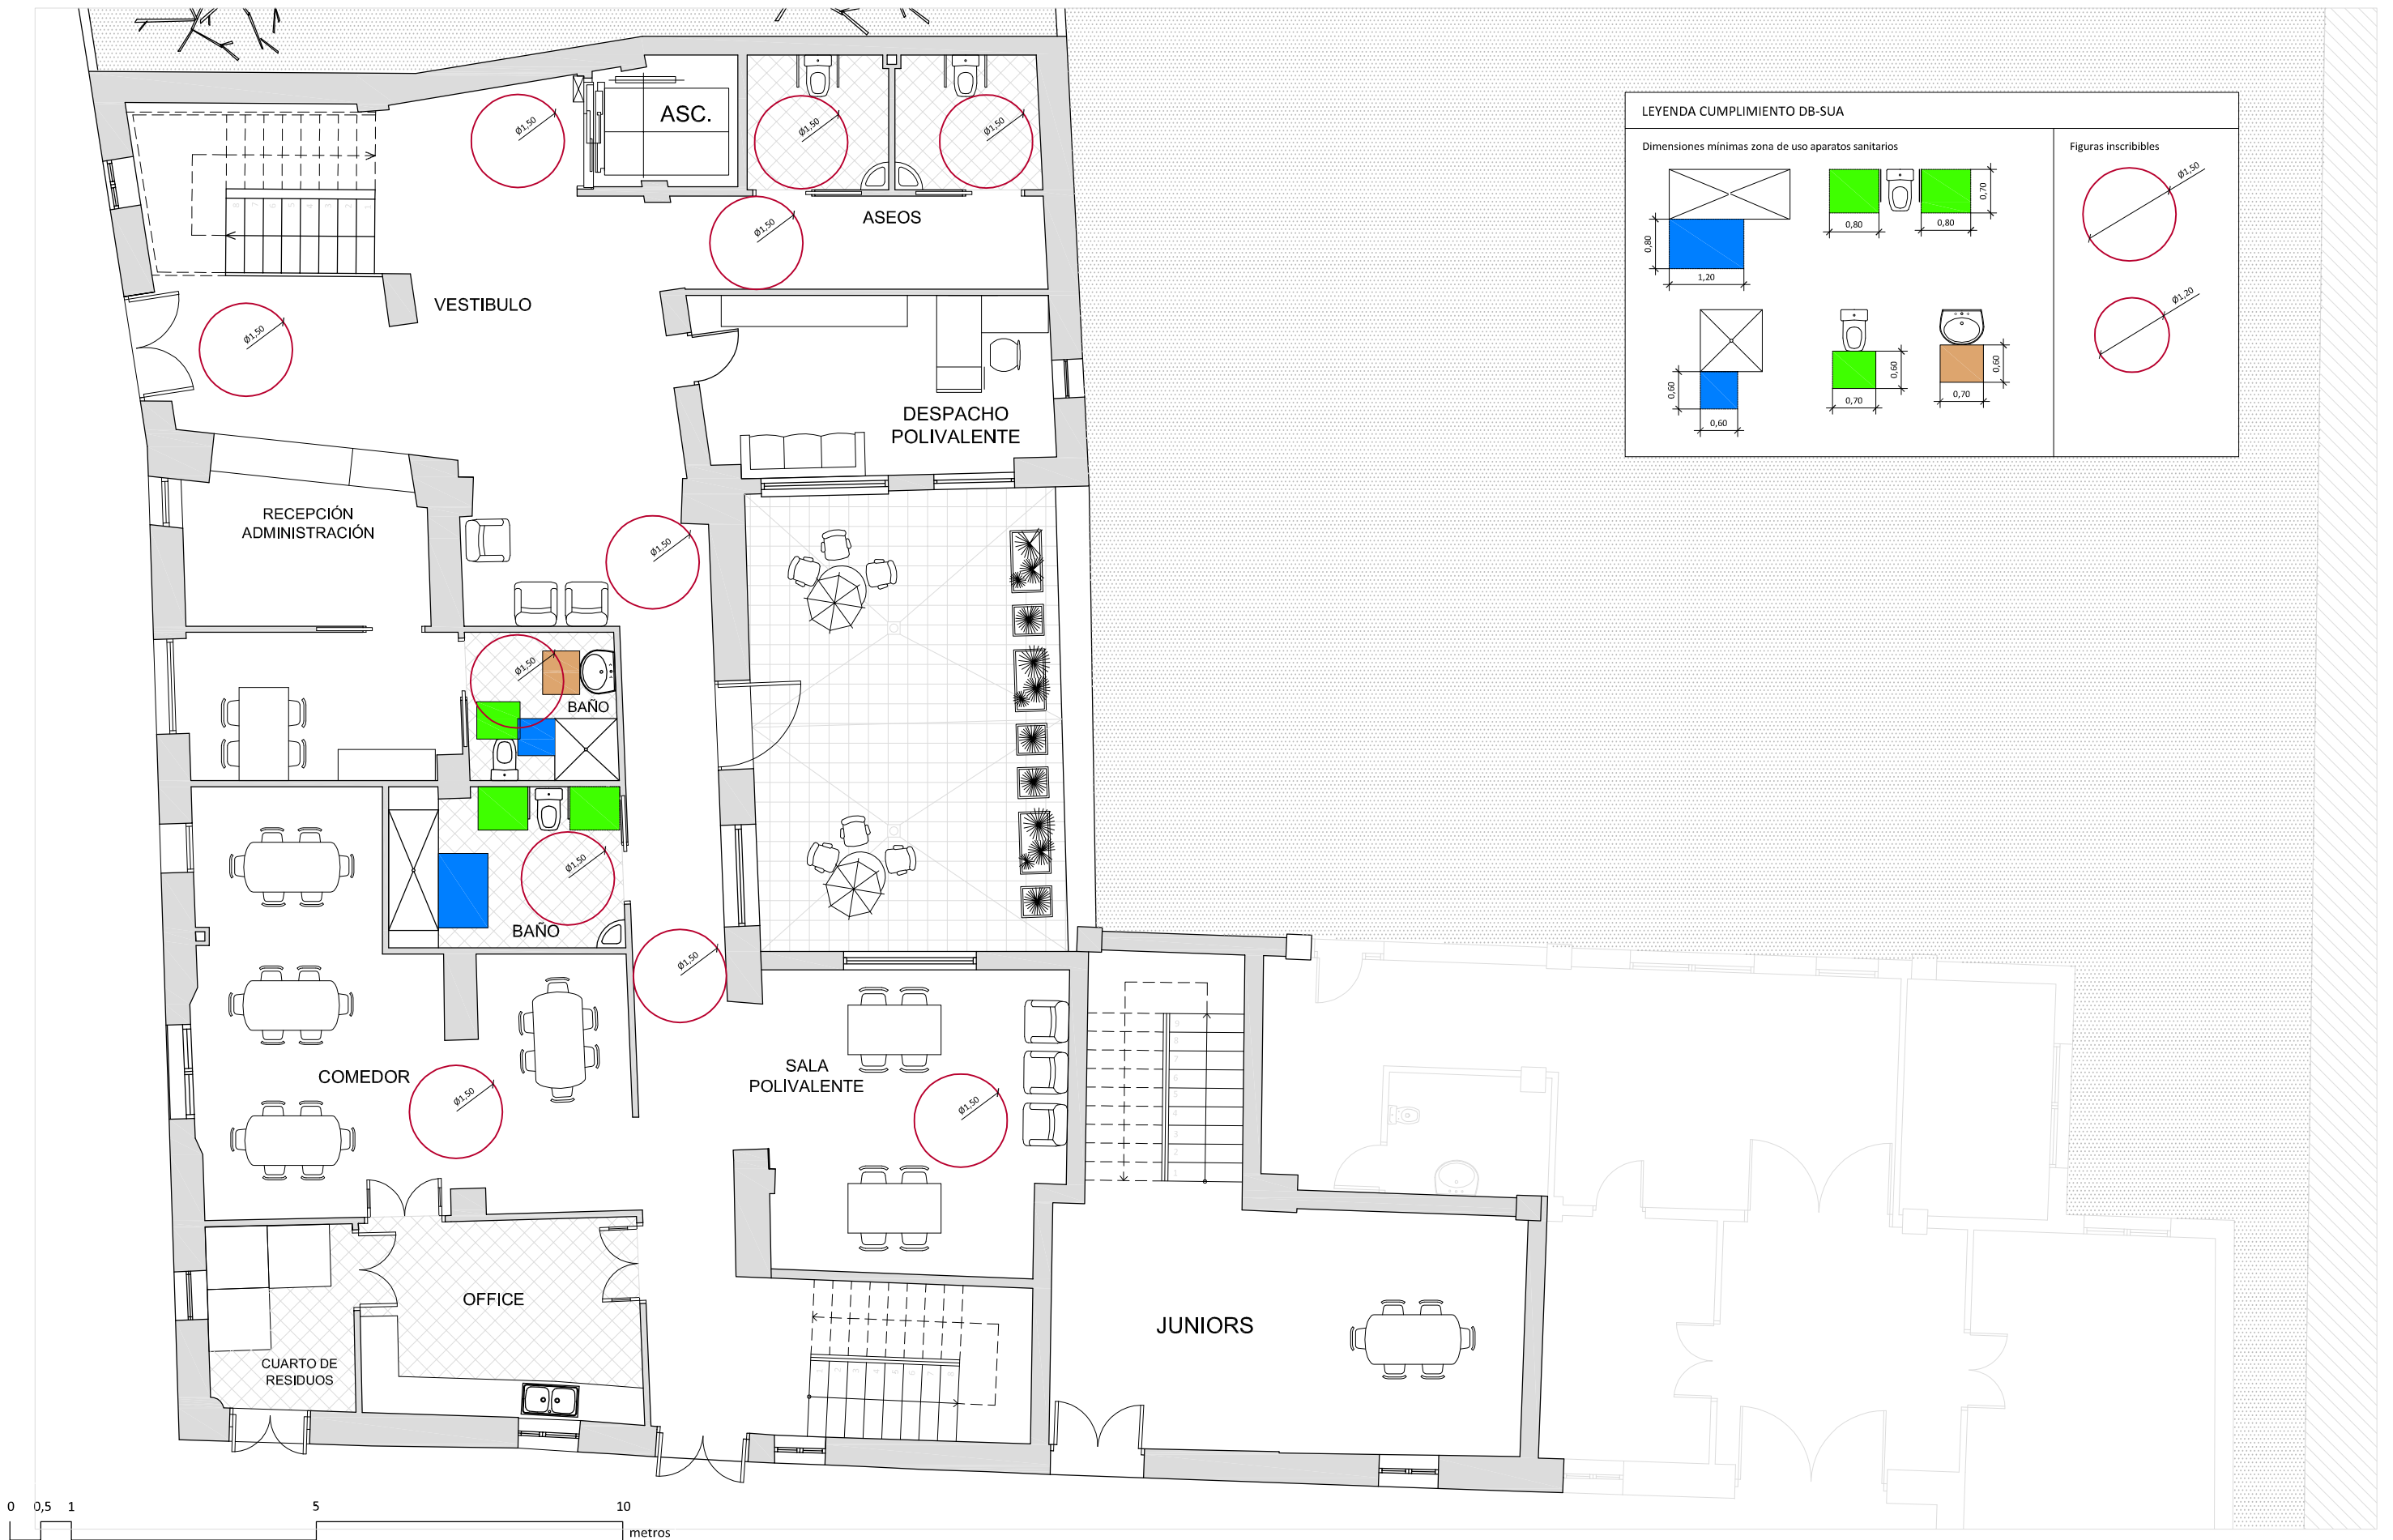 LEYENDA CUMPLIMIENTO DB-SUA
Dimensiones mínimas zona de uso aparatos sanitarios
Figuras inscribibles
0,80
1,20
0,80
0,80
0,70
Ø1,50
0,60
0,60
0,70
0,60
0,70
0,60
Ø1,20
ASC.
Ø1,50
Ø1,50
Ø1,50
Ø1,50
ASEOS
VESTIBULO
Ø1,50
DESPACHO
POLIVALENTE
RECEPCIÓN
ADMINISTRACIÓN
Ø1,50
Ø1,50
BAÑO
Ø1,50
BAÑO
Ø1,50
COMEDOR
Ø1,50
SALA
POLIVALENTE
Ø1,50
OFFICE
CUARTO DE
RESIDUOS
JUNIORS
0 0,5 1 5 10
metros